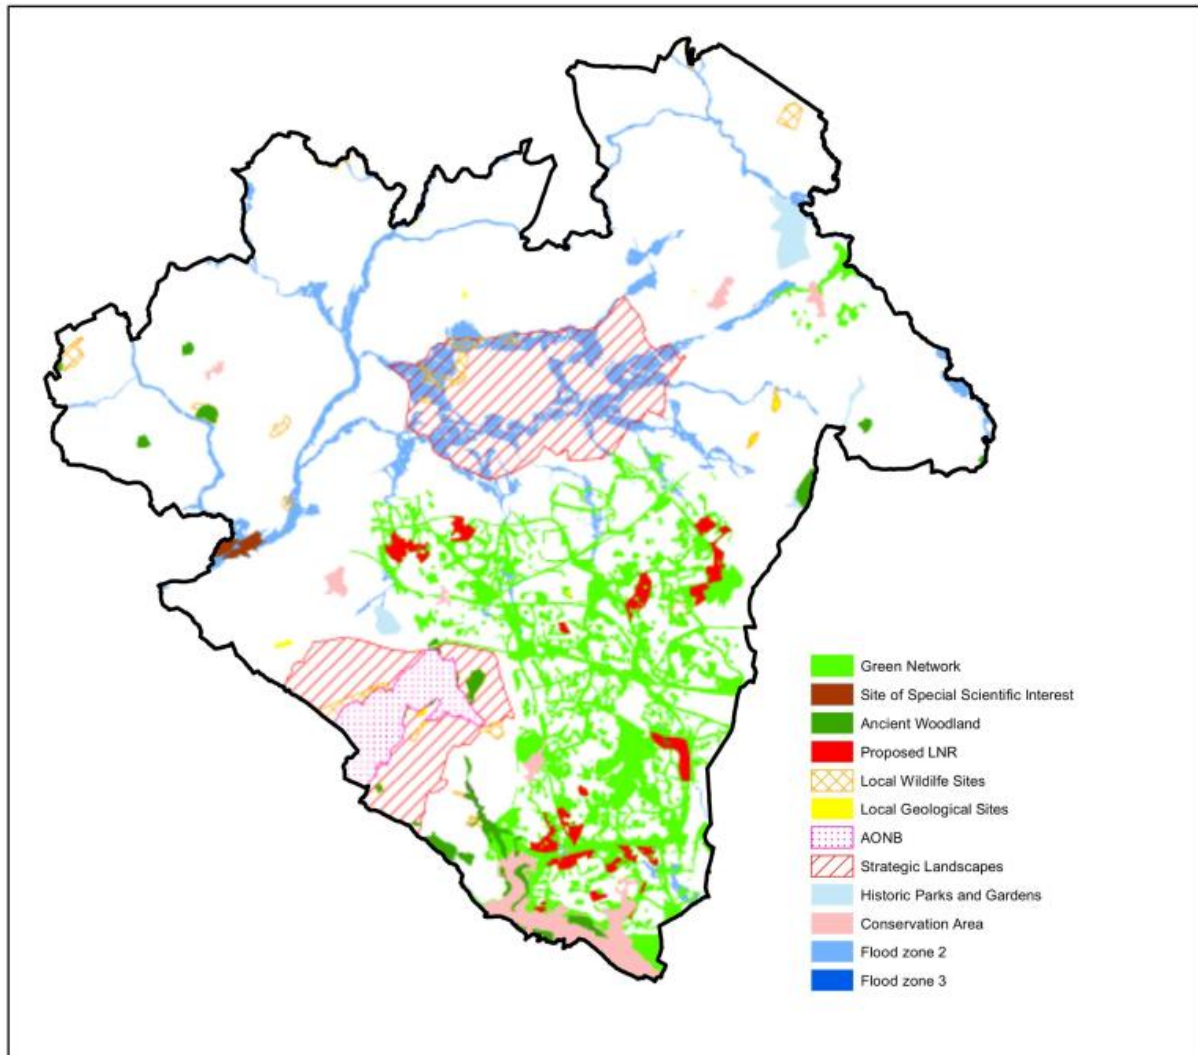 Green Network
Site of Special Scientific Interest
Ancient Woodland
Proposed LNR
Local Wildilfe Sites
Local Geological Sites
AONB
Strategic Landscapes
Historic Parks and Gardens
Conservation Area
Flood zone 2
Flood zone 3